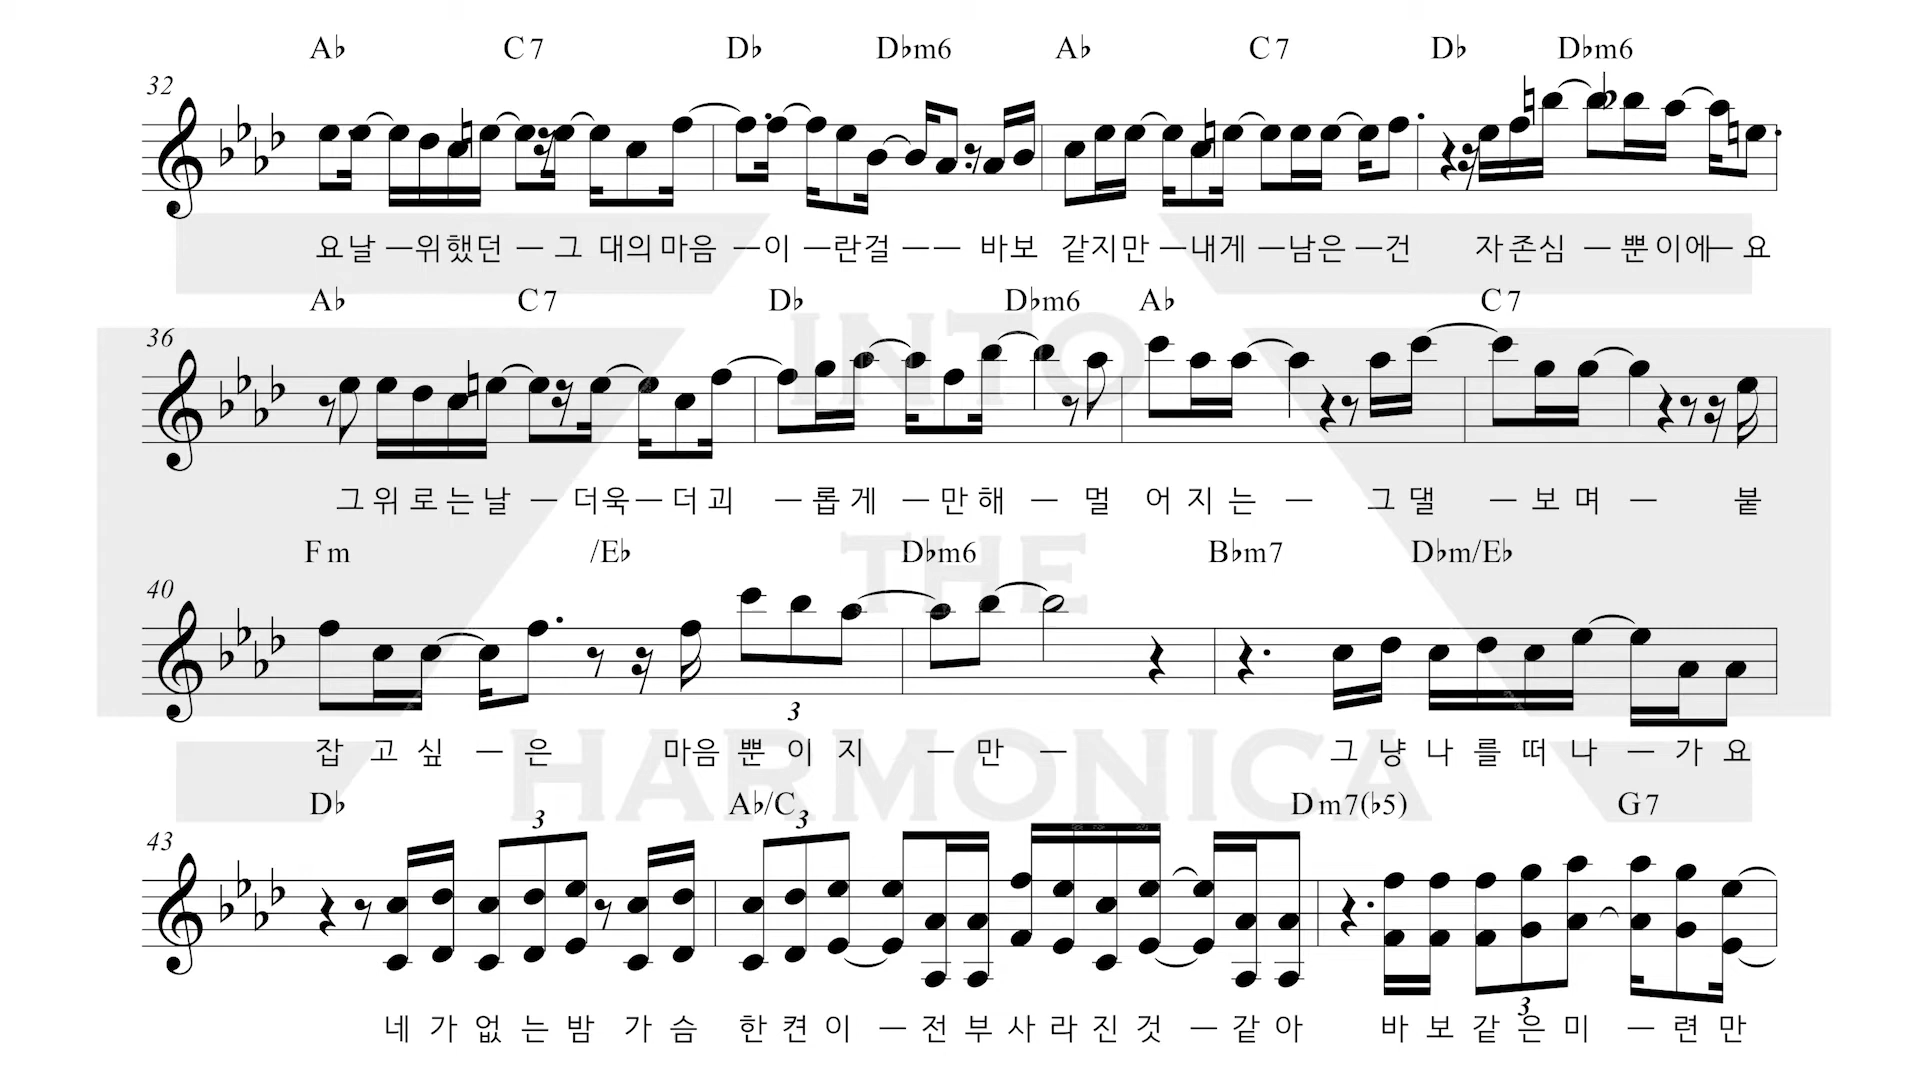 A♭ C7 D♭ D♭m6 A♭ C7 D♭ D♭m6
32
요날 –위했던 – 그 대의마음 –이 –란걸 –– 바보 같지만 –내게 –남은 –건 자존심 – 뿐이에– 요
A♭ C7 D♭ D♭m6 A♭ C7
36
그위로는날 – 더욱–더괴 –롭게 –만해 – 멀 어지는 – 그댈 –보며 – 붙
Fm /E♭ D♭m6 B♭m7 D♭m/E♭
40
잡 고싶 –은 마음뿐이지 –만 – 그냥나를떠나 –가요
3
D♭ A♭/C Dm7(♭5) G7
3 3
43
네가없는밤 가슴 한켠이 –전부사라진것 –같아 바보같은미 –련만
3
INTO
THE
HARMONICA